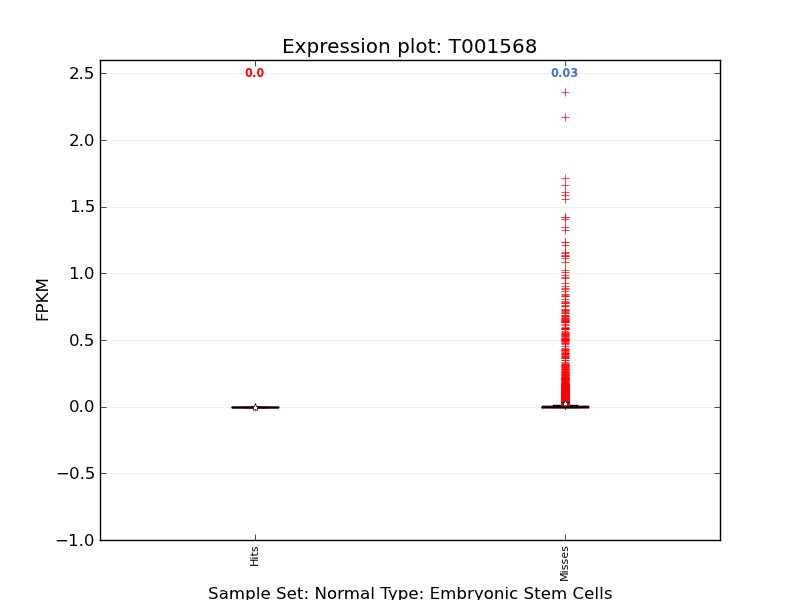 Expression plot: T001568
2.5
0.0
0.03
2.0
1.5
1.0
0.5
0.0
−0.5
−1.0
FPKM
Hits
Misses
Sample Set: Normal Type: Embryonic Stem Cells